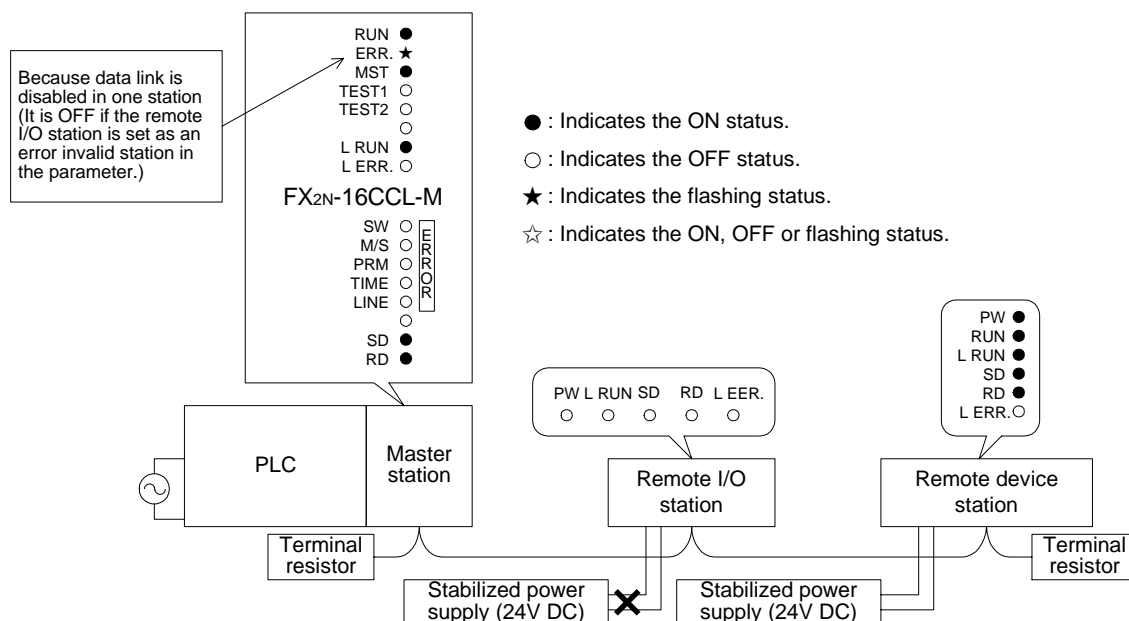 RUN
ERR.
MST
TEST1
TEST2
L RUN
L ERR.
FX2N-16CCL-M
SW
M/S
PRM
TIME
LINE
ERROR
SD
RD
Because data link is
disabled in one station
(It is OFF if the remote
I/O station is set as an
error invalid station in
the parameter.)
● : Indicates the ON status.
○ : Indicates the OFF status.
★ : Indicates the flashing status.
☆ : Indicates the ON, OFF or flashing status.
PW
RUN
L RUN
SD
RD
L ERR.
PW L RUN SD RD L EER.
PLC
Master
station
Remote I/O
station
Remote device
station
Terminal
resistor
Terminal
resistor
Stabilized power
supply (24V DC)
Stabilized power
supply (24V DC)